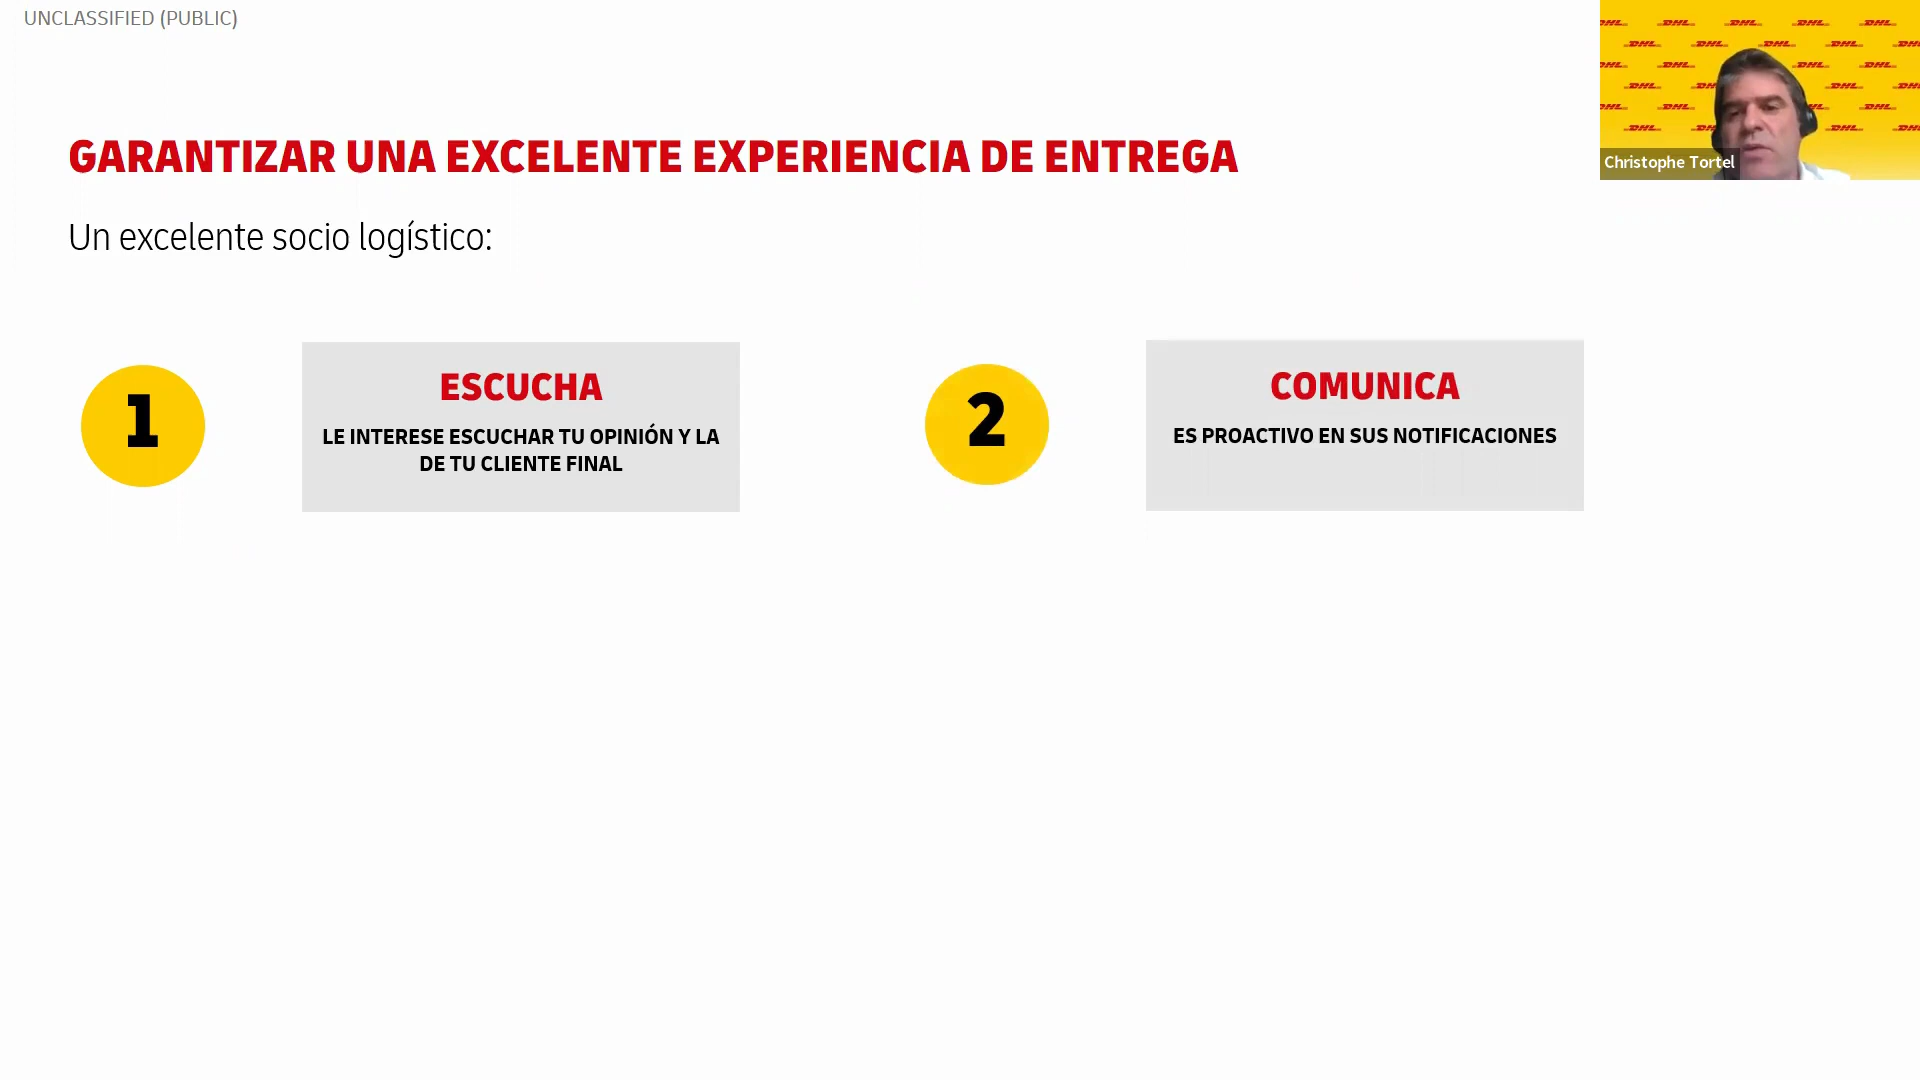 UNCLASSIFIED (PUBLIC)
GARANTIZAR UNA EXCELENTE EXPERIENCIA DE ENTREGA
Christophe Tortel
Un excelente socio logístico:
1
ESCUCHA
LE INTERESE ESCUCHAR TU OPINIÓN Y LA
DE TU CLIENTE FINAL
2
COMUNICA
ES PROACTIVO EN SUS NOTIFICACIONES
DHL